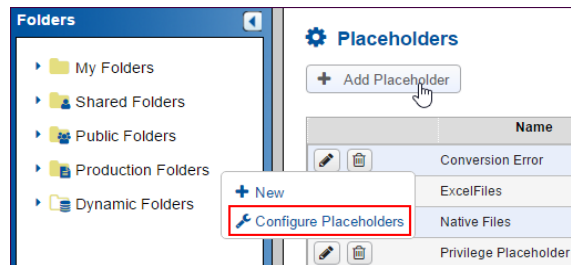 Folders
My Folders
Shared Folders
Public Folders
Production Folders
Dynamic Folders
+ New
Configure Placeholders
Placeholders
+ Add Placeholder
Name
Conversion Error
ExcelFiles
Native Files
Privilege Placeholder